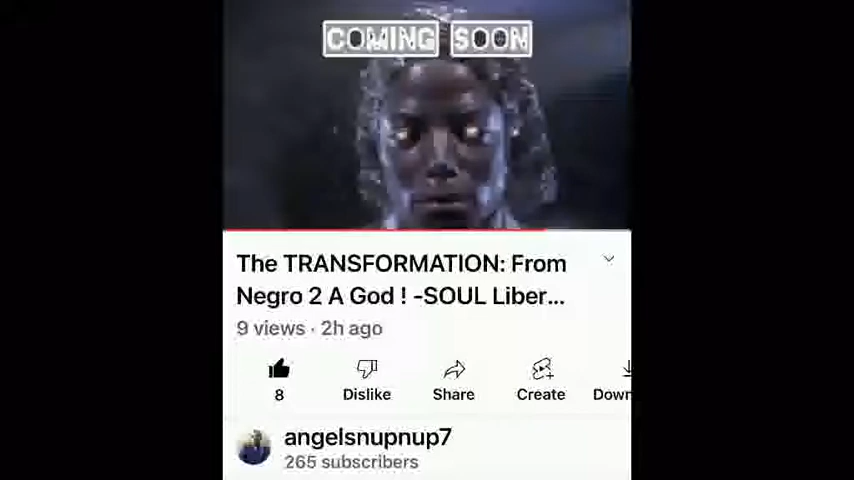 COMING SOON
The TRANSFORMATION: From
Negro 2 A God ! -SOUL Liber...
9 views · 2h ago
8 Dislike Share Create Down
angelsnupnup7
265 subscribers